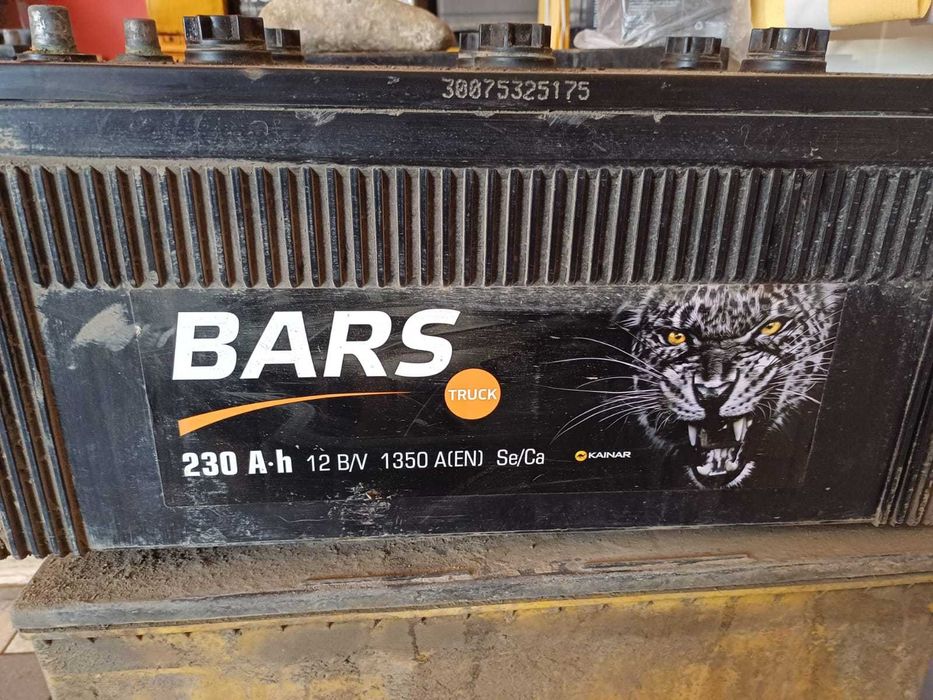 30075325175
BARS
TRUCK
230 A·h 12 В/V 1350 A(EN) Se/Ca
KAINAR